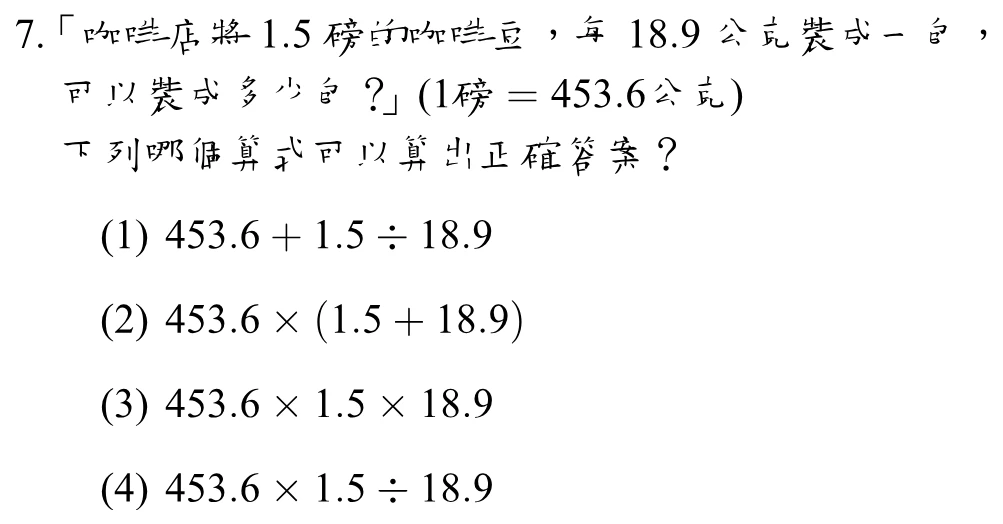 7.「咖啡店將 1.5 磅的咖啡豆，每 18.9 公克裝成一包，
可以裝成多少包？」(1磅 = 453.6公克)
下列哪個算式可以算出正確答案？
(1) 453.6 + 1.5 ÷ 18.9
(2) 453.6 × (1.5 + 18.9)
(3) 453.6 × 1.5 × 18.9
(4) 453.6 × 1.5 ÷ 18.9